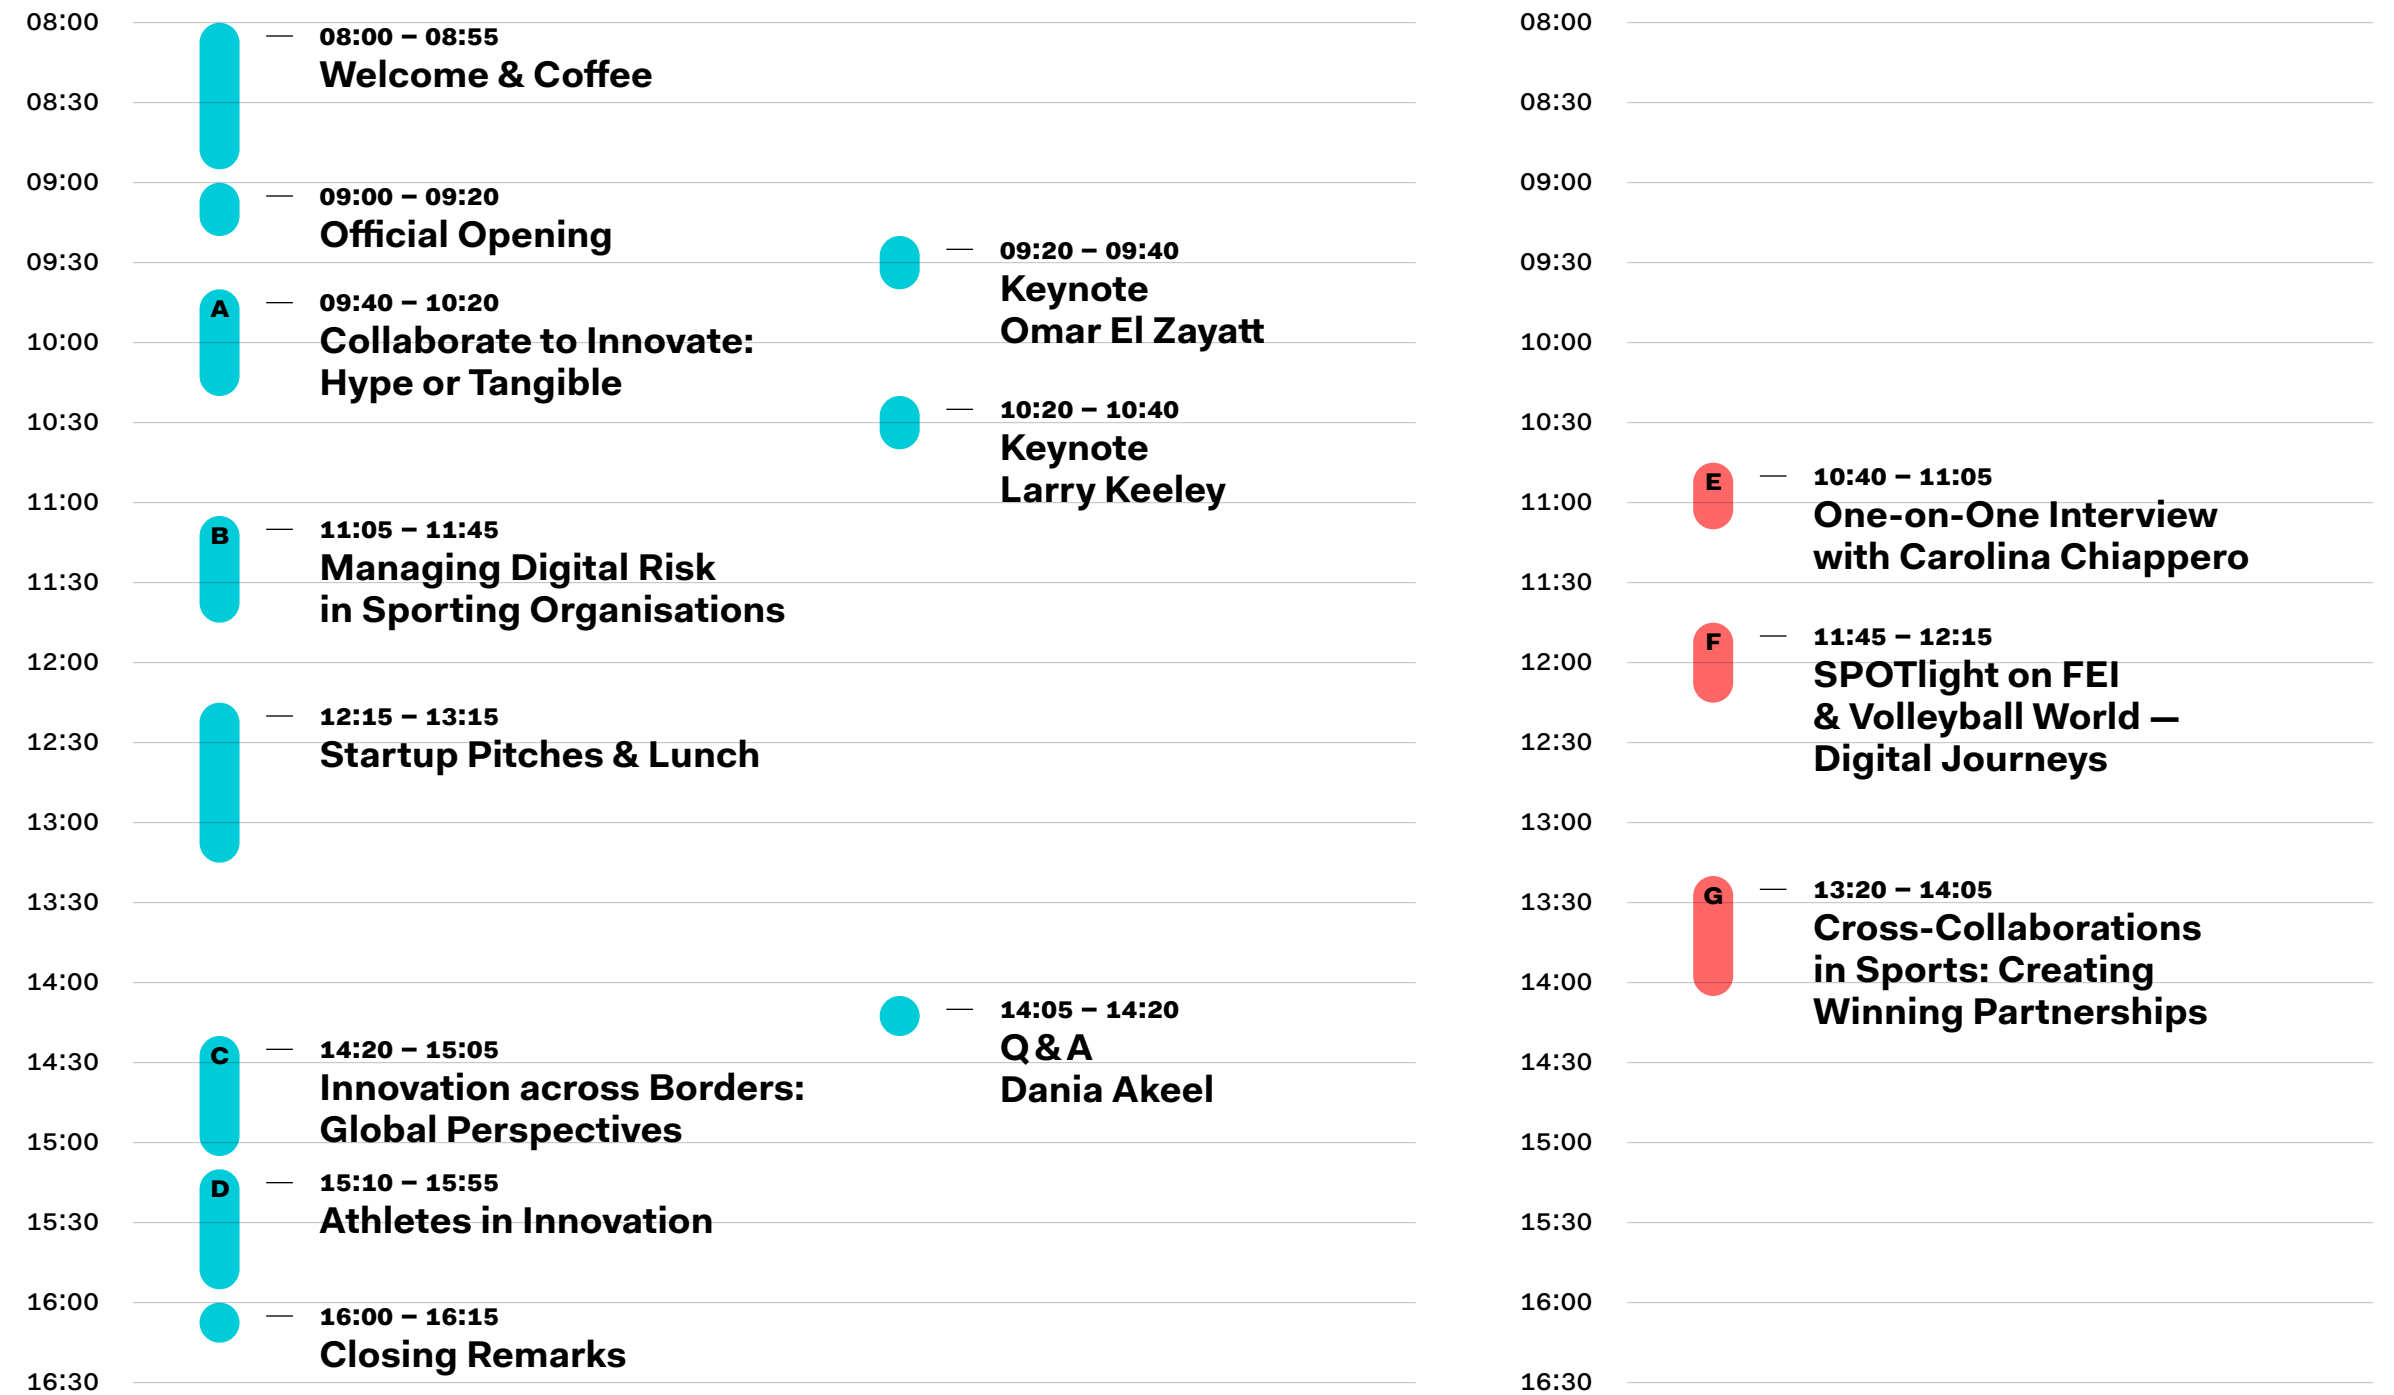 08:00
08:30
09:00
09:30
10:00
10:30
11:00
11:30
12:00
12:30
13:00
13:30
14:00
14:30
15:00
15:30
16:00
16:30
08:00 – 08:55
Welcome & Coffee
09:00 – 09:20
Official Opening
A
09:40 – 10:20
Collaborate to Innovate:
Hype or Tangible
B
11:05 – 11:45
Managing Digital Risk
in Sporting Organisations
12:15 – 13:15
Startup Pitches & Lunch
C
14:20 – 15:05
Innovation across Borders:
Global Perspectives
D
15:10 – 15:55
Athletes in Innovation
16:00 – 16:15
Closing Remarks
09:20 – 09:40
Keynote
Omar El Zayatt
10:20 – 10:40
Keynote
Larry Keeley
14:05 – 14:20
Q & A
Dania Akeel
08:00
08:30
09:00
09:30
10:00
10:30
11:00
11:30
12:00
12:30
13:00
13:30
14:00
14:30
15:00
15:30
16:00
16:30
E
10:40 – 11:05
One-on-One Interview
with Carolina Chiappero
F
11:45 – 12:15
SPOTlight on FEI
& Volleyball World —
Digital Journeys
G
13:20 – 14:05
Cross-Collaborations
in Sports: Creating
Winning Partnerships